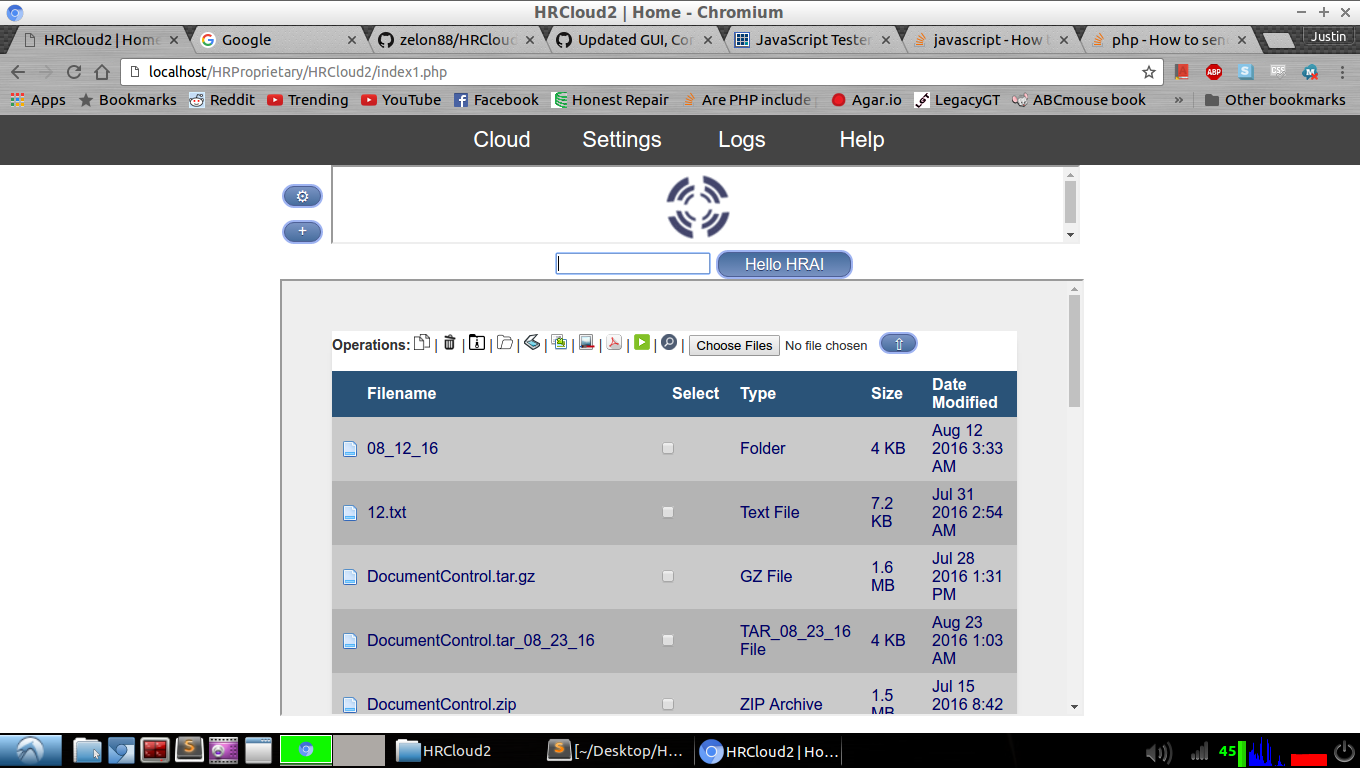 HRCloud2 | Home - Chromium
HRCloud2 | Home
Google
zelon88/HRCloud
Updated GUI, Cor
JavaScript Tester
javascript - How t
php - How to send
Justin
localhost/HRProprietary/HRCloud2/index1.php
ABP
Apps
Bookmarks
Reddit
Trending
YouTube
Facebook
Honest Repair
Are PHP include
Agar.io
LegacyGT
ABCmouse book
»
Other bookmarks
Cloud Settings Logs Help
+
Hello HRAI
Operations: | | | | | | | | | | Choose Files No file chosen
Filename Select Type Size Date Modified
08_12_16 Folder 4 KB Aug 12 2016 3:33 AM
12.txt Text File 7.2 KB Jul 31 2016 2:54 AM
DocumentControl.tar.gz GZ File 1.6 MB Jul 28 2016 1:31 PM
DocumentControl.tar_08_23_16 TAR_08_23_16 File 4 KB Aug 23 2016 1:03 AM
DocumentControl.zip ZIP Archive 1.5 MB Jul 15 2016 8:42
HRCloud2
[~/Desktop/H...
HRCloud2 | Ho...
45